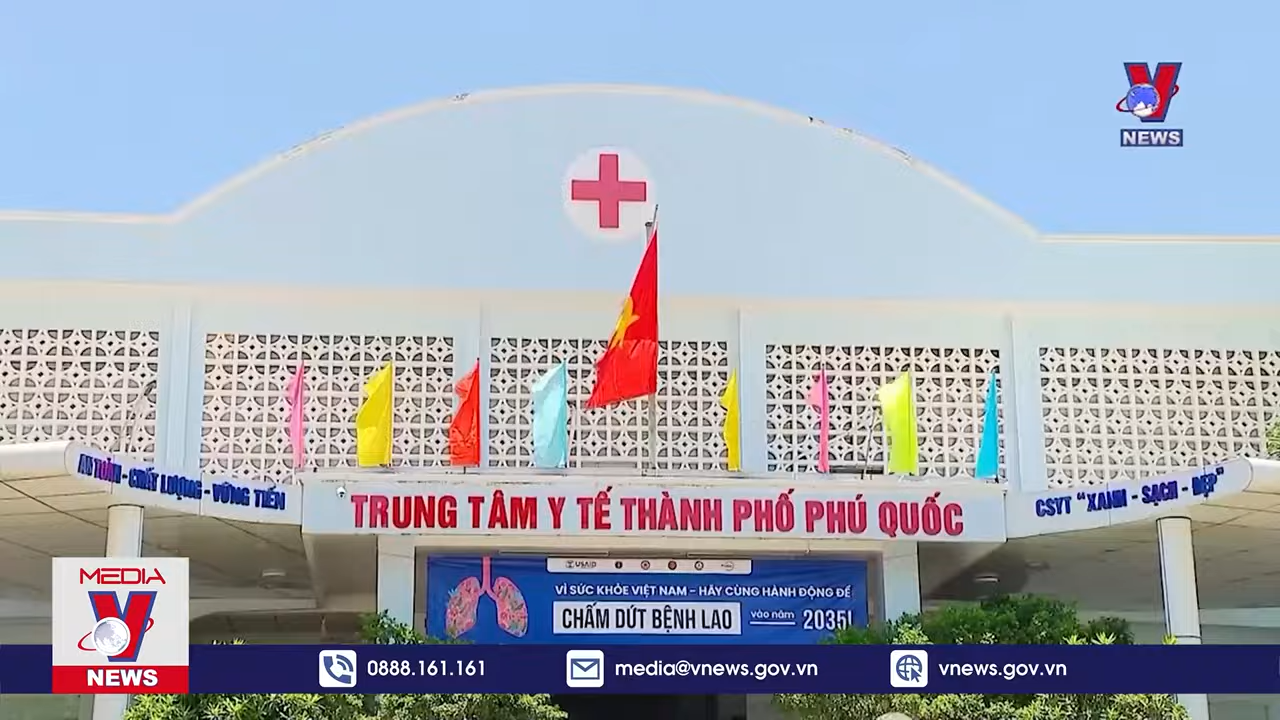 V
NEWS
AN TOÀN - CHẤT LƯỢNG - VỮNG TIẾN
TRUNG TÂM Y TẾ THÀNH PHỐ PHÚ QUỐC
CSYT "XANH - SẠCH - ĐẸP"
USAID
VÌ SỨC KHỎE VIỆT NAM - HÃY CÙNG HÀNH ĐỘNG ĐỂ
CHẤM DỨT BỆNH LAO vào năm 2035!
MEDIA
V
NEWS
0888.161.161
media@vnews.gov.vn
vnews.gov.vn